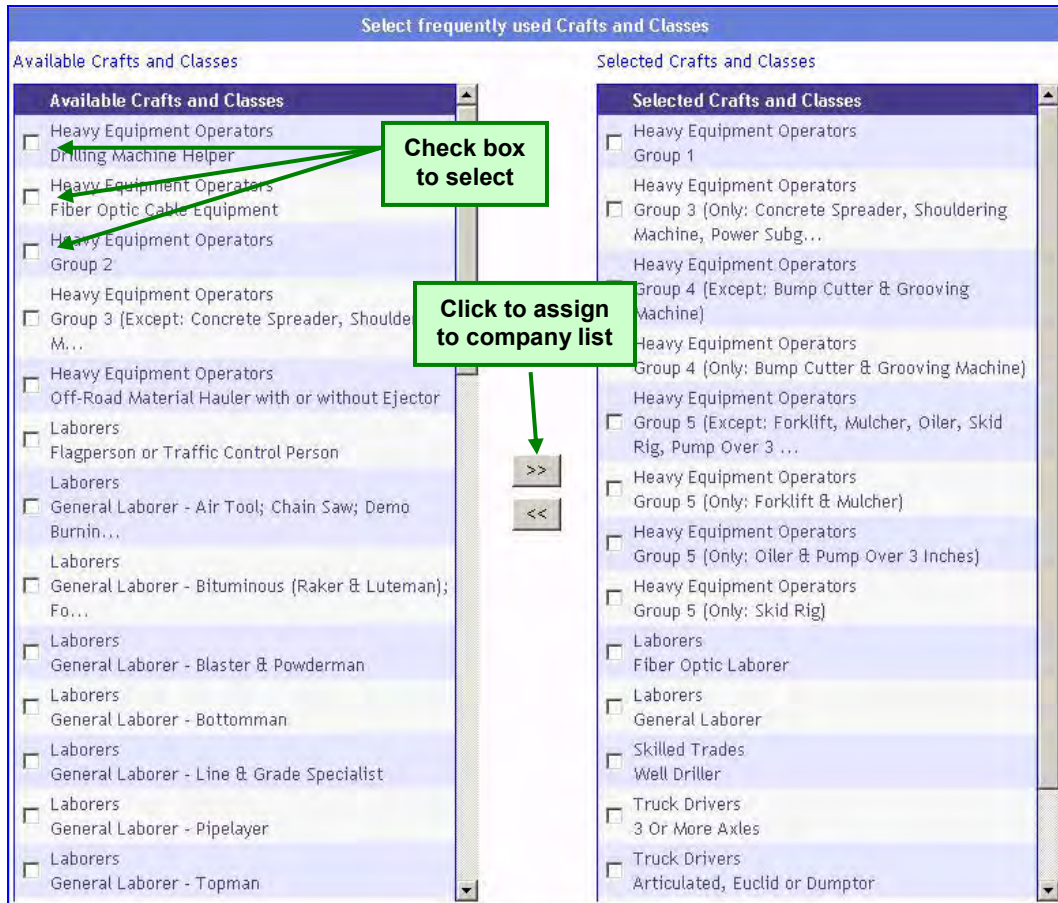 Select frequently used Crafts and Classes
Available Crafts and Classes
Available Crafts and Classes
Heavy Equipment Operators
Drilling Machine Helper
Heavy Equipment Operators
Fiber Optic Cable Equipment
Heavy Equipment Operators
Group 2
Heavy Equipment Operators
Group 3 (Except: Concrete Spreader, Shoulde
M...
Heavy Equipment Operators
Off-Road Material Hauler with or without Ejector
Laborers
Flagperson or Traffic Control Person
Laborers
General Laborer - Air Tool; Chain Saw; Demo
Burnin...
Laborers
General Laborer - Bituminous (Raker & Luteman);
Fo...
Laborers
General Laborer - Blaster & Powderman
Laborers
General Laborer - Bottomman
Laborers
General Laborer - Line & Grade Specialist
Laborers
General Laborer - Pipelayer
Laborers
General Laborer - Topman
Check box
to select
Click to assign
to company list
>>
<<
Selected Crafts and Classes
Selected Crafts and Classes
Heavy Equipment Operators
Group 1
Heavy Equipment Operators
Group 3 (Only: Concrete Spreader, Shouldering
Machine, Power Subg...
Heavy Equipment Operators
Group 4 (Except: Bump Cutter & Grooving
Machine)
Heavy Equipment Operators
Group 4 (Only: Bump Cutter & Grooving Machine)
Heavy Equipment Operators
Group 5 (Except: Forklift, Mulcher, Oiler, Skid
Rig, Pump Over 3 ...
Heavy Equipment Operators
Group 5 (Only: Forklift & Mulcher)
Heavy Equipment Operators
Group 5 (Only: Oiler & Pump Over 3 Inches)
Heavy Equipment Operators
Group 5 (Only: Skid Rig)
Laborers
Fiber Optic Laborer
Laborers
General Laborer
Skilled Trades
Well Driller
Truck Drivers
3 Or More Axles
Truck Drivers
Articulated, Euclid or Dumptor